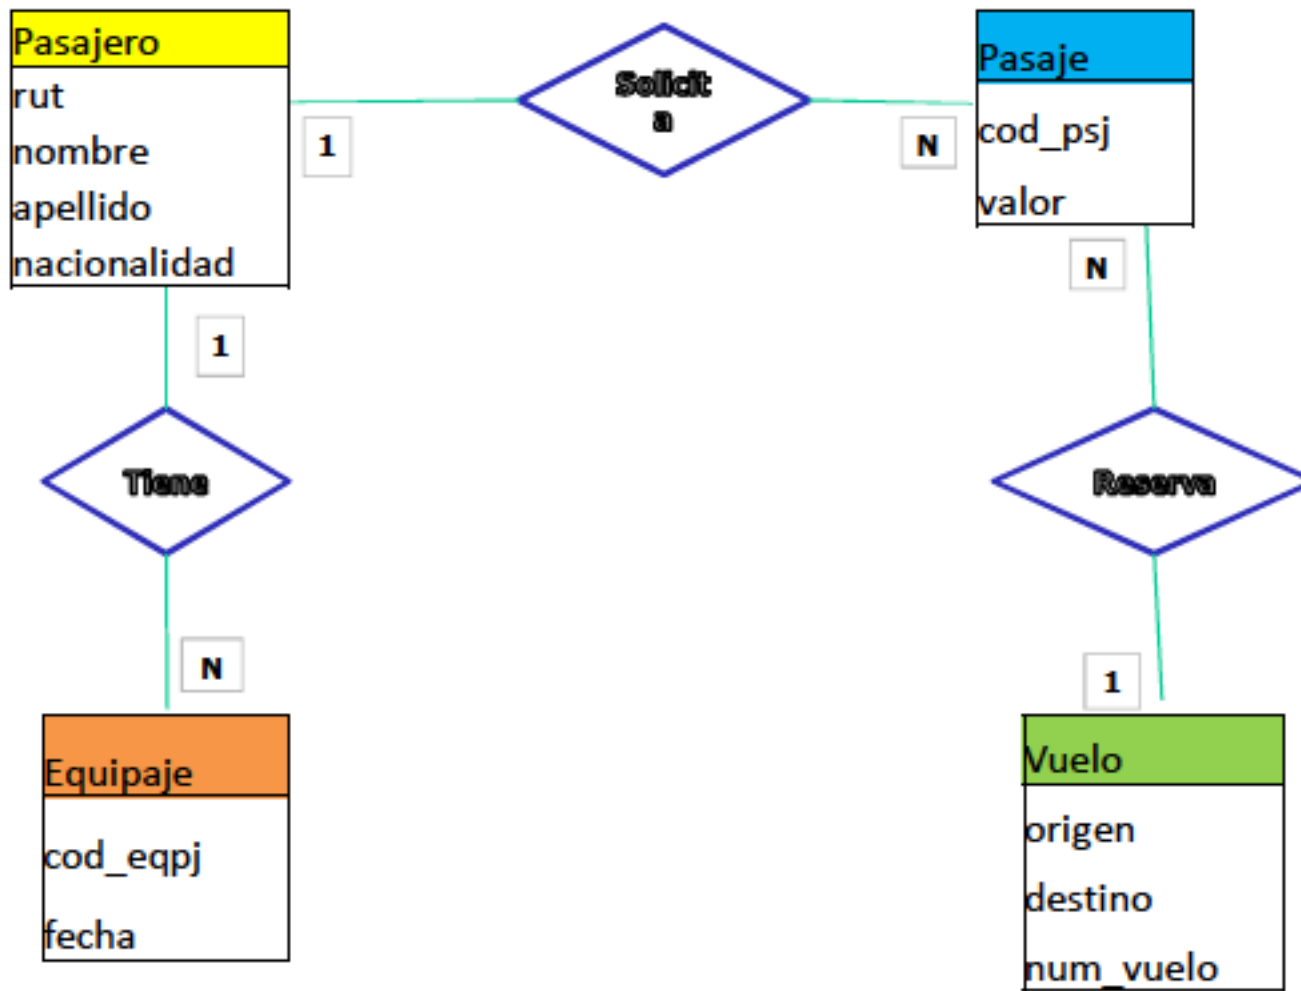 Pasajero
rut
nombre
apellido
nacionalidad
1
Solicit
a
N
Pasaje
cod_psj
valor
N
1
Tiene
Reserva
N
1
Equipaje
cod_eqpj
fecha
Vuelo
origen
destino
num_vuelo